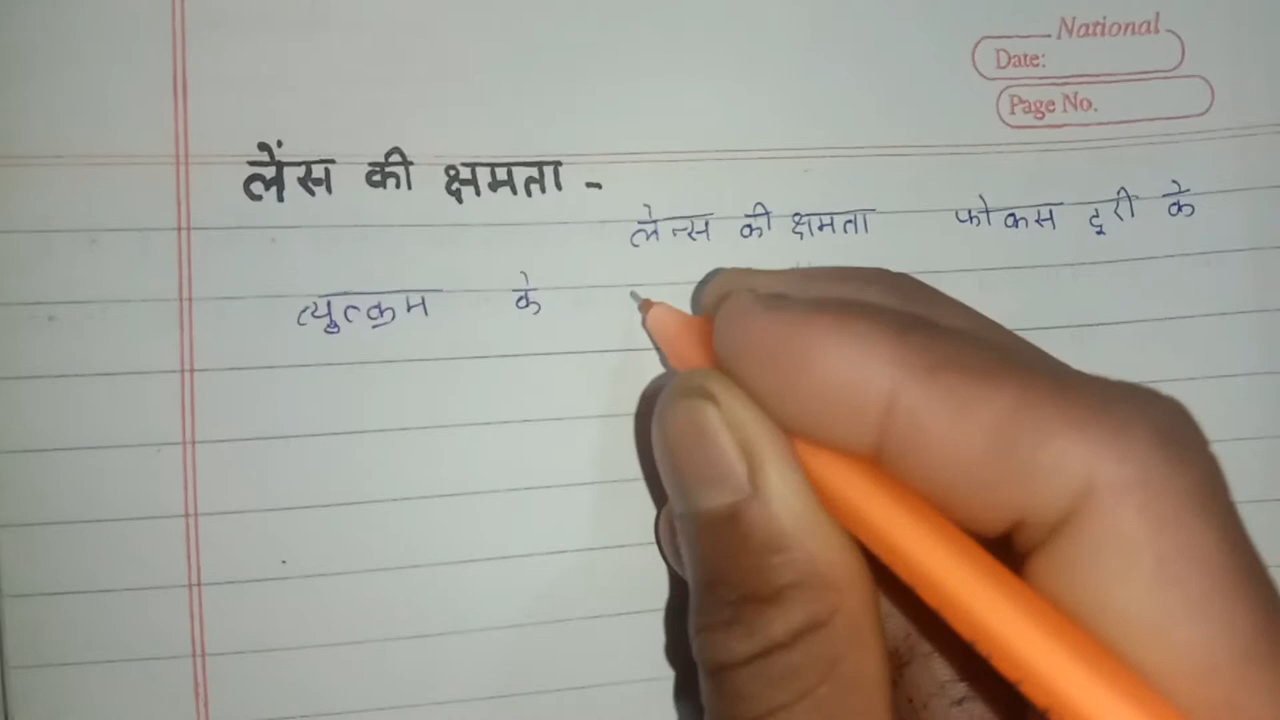 National
Date:
Page No.
लेंस की क्षमता -
लेन्स की क्षमता फोकस दूरी के
व्युत्क्रम के